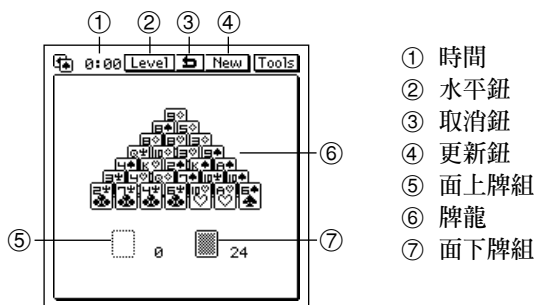 ① ② ③ ④
0:00 Level New Tools
⑥
⑤ 0 24 ⑦
① 時間
② 水平鈕
③ 取消鈕
④ 更新鈕
⑤ 面上牌組
⑥ 牌龍
⑦ 面下牌組